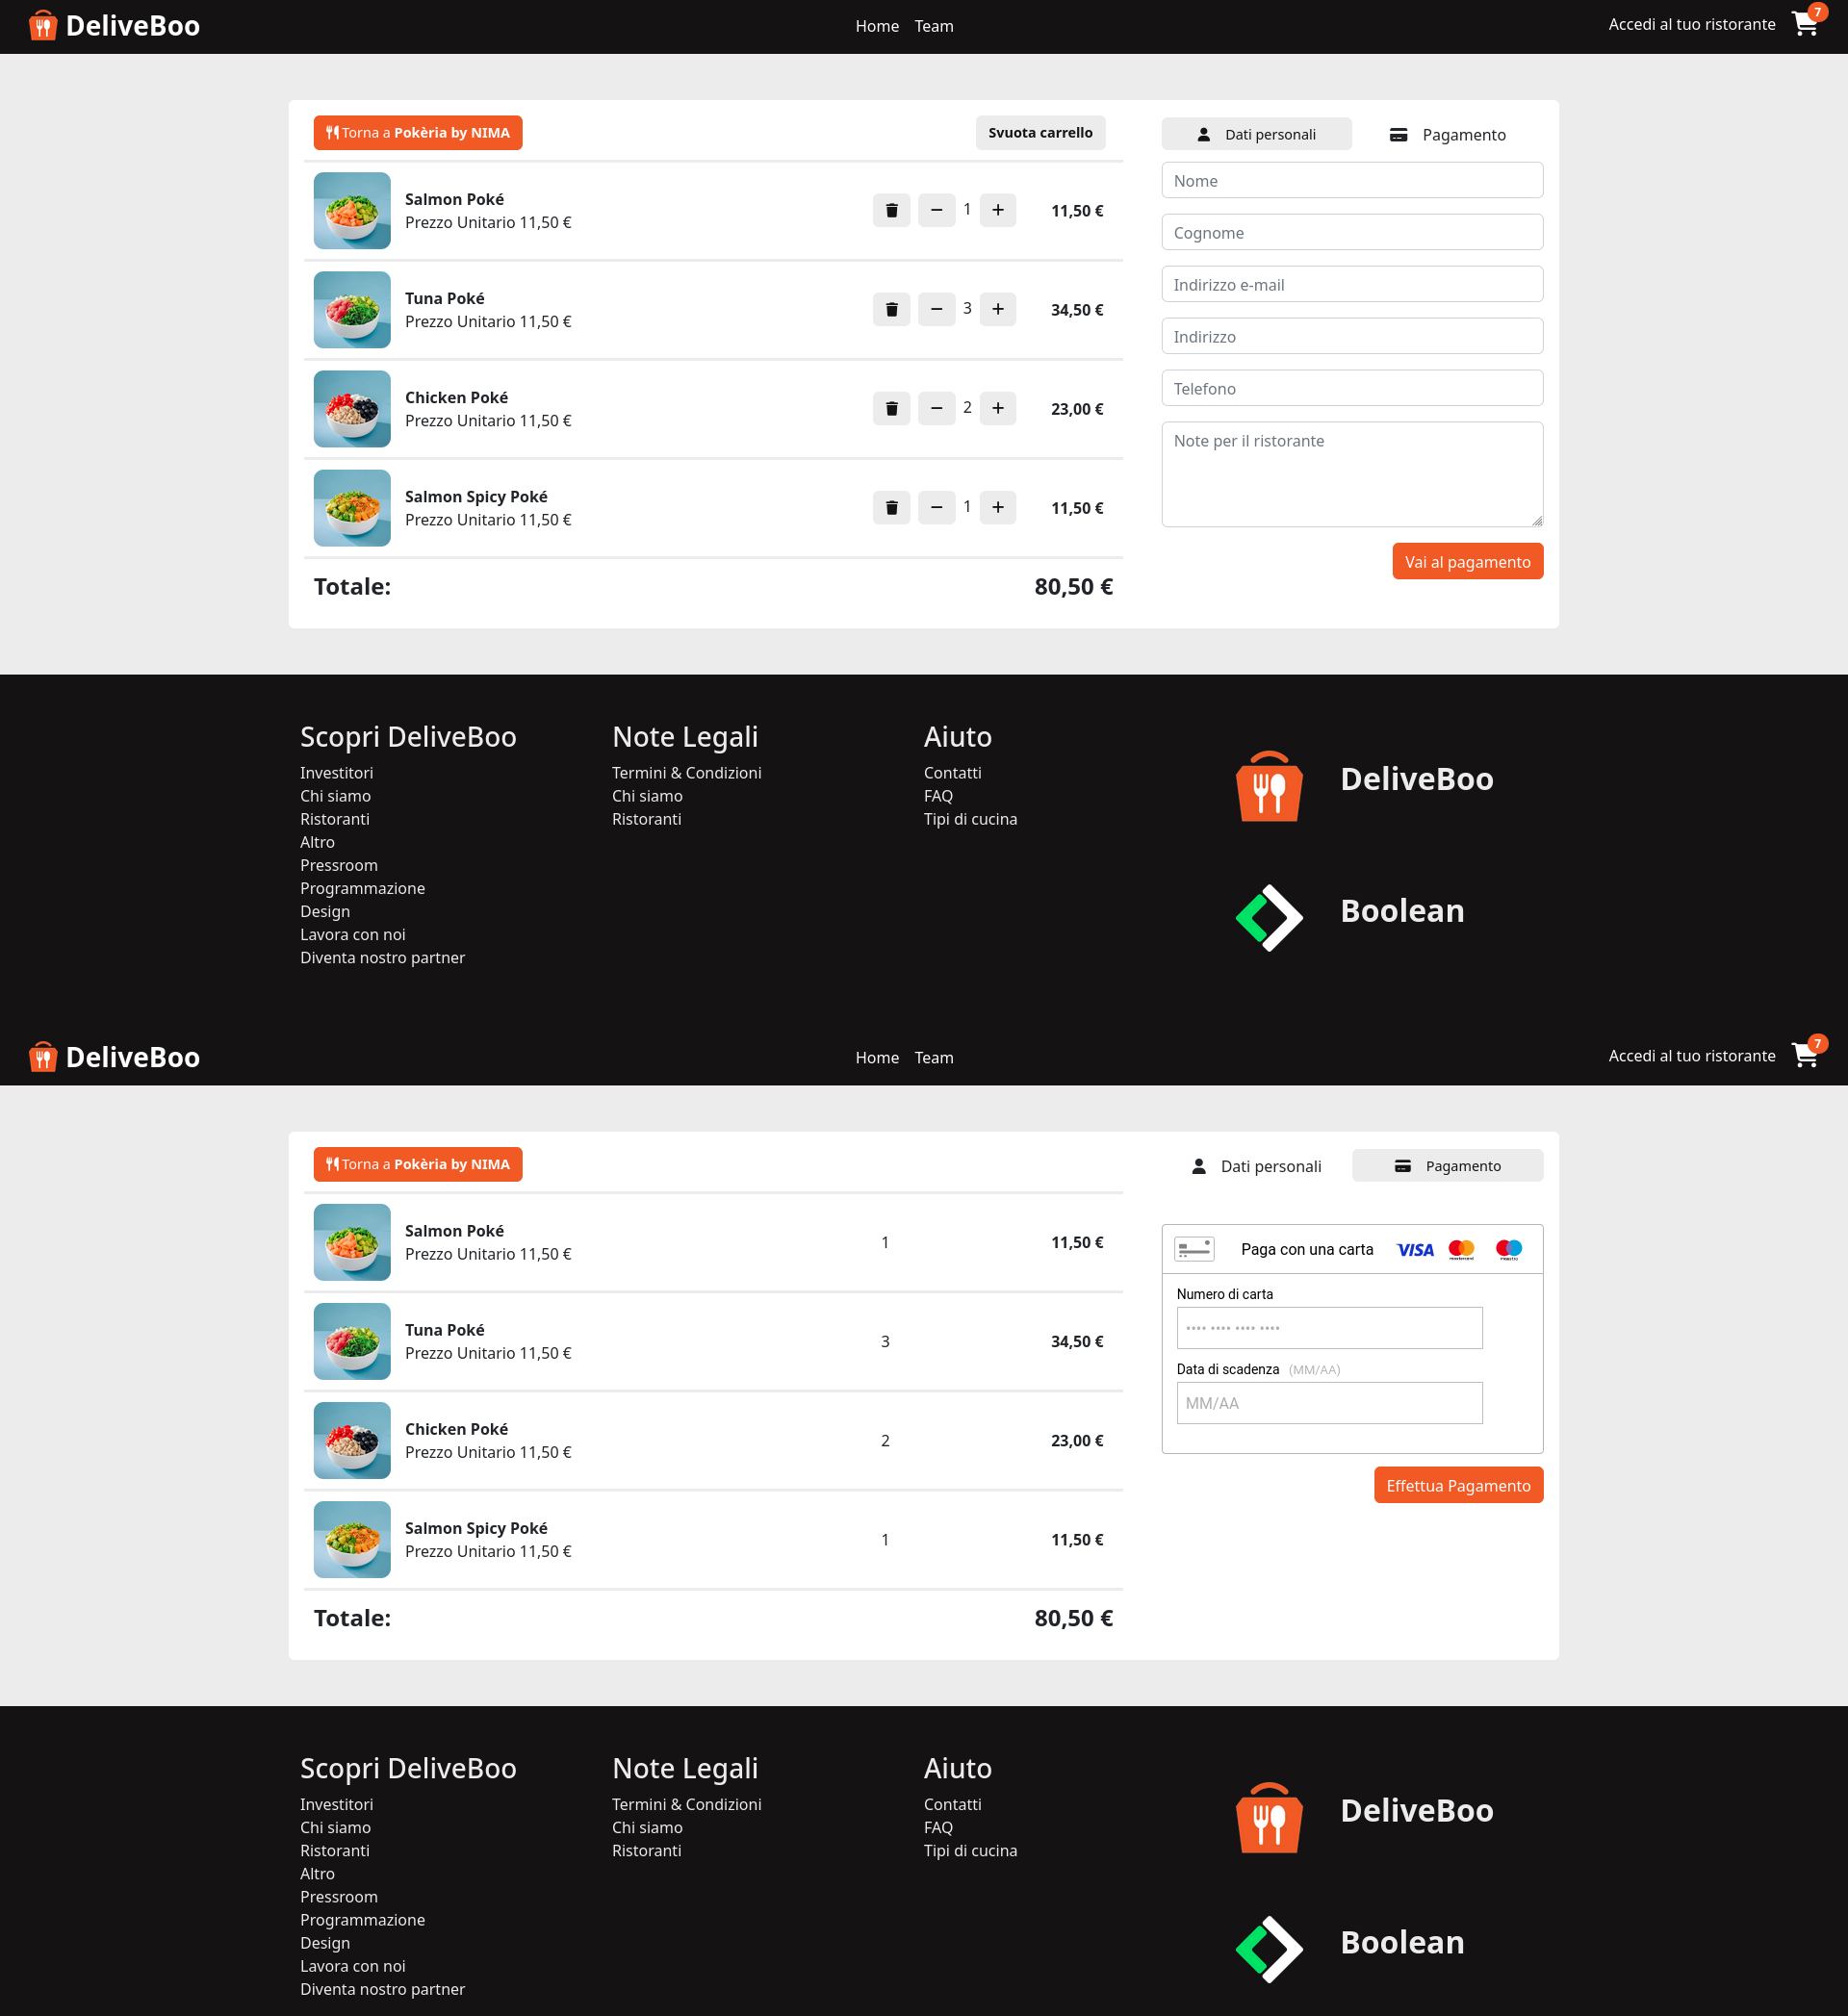 DeliveBoo
Home Team
Accedi al tuo ristorante 7
Torna a Pokèria by NIMA
Svuota carrello
Dati personali
Pagamento
Salmon Poké
Prezzo Unitario 11,50 €
1
11,50 €
Tuna Poké
Prezzo Unitario 11,50 €
3
34,50 €
Chicken Poké
Prezzo Unitario 11,50 €
2
23,00 €
Salmon Spicy Poké
Prezzo Unitario 11,50 €
1
11,50 €
Totale: 80,50 €
Nome
Cognome
Indirizzo e-mail
Indirizzo
Telefono
Note per il ristorante
Vai al pagamento
Scopri DeliveBoo
Investitori
Chi siamo
Ristoranti
Altro
Pressroom
Programmazione
Design
Lavora con noi
Diventa nostro partner
Note Legali
Termini & Condizioni
Chi siamo
Ristoranti
Aiuto
Contatti
FAQ
Tipi di cucina
DeliveBoo
Boolean
DeliveBoo
Home Team
Accedi al tuo ristorante 7
Torna a Pokèria by NIMA
Dati personali
Pagamento
Salmon Poké
Prezzo Unitario 11,50 €
1
11,50 €
Tuna Poké
Prezzo Unitario 11,50 €
3
34,50 €
Chicken Poké
Prezzo Unitario 11,50 €
2
23,00 €
Salmon Spicy Poké
Prezzo Unitario 11,50 €
1
11,50 €
Totale: 80,50 €
Paga con una carta VISA mastercard maestro
Numero di carta
•••• •••• •••• ••••
Data di scadenza (MM/AA)
MM/AA
Effettua Pagamento
Scopri DeliveBoo
Investitori
Chi siamo
Ristoranti
Altro
Pressroom
Programmazione
Design
Lavora con noi
Diventa nostro partner
Note Legali
Termini & Condizioni
Chi siamo
Ristoranti
Aiuto
Contatti
FAQ
Tipi di cucina
DeliveBoo
Boolean